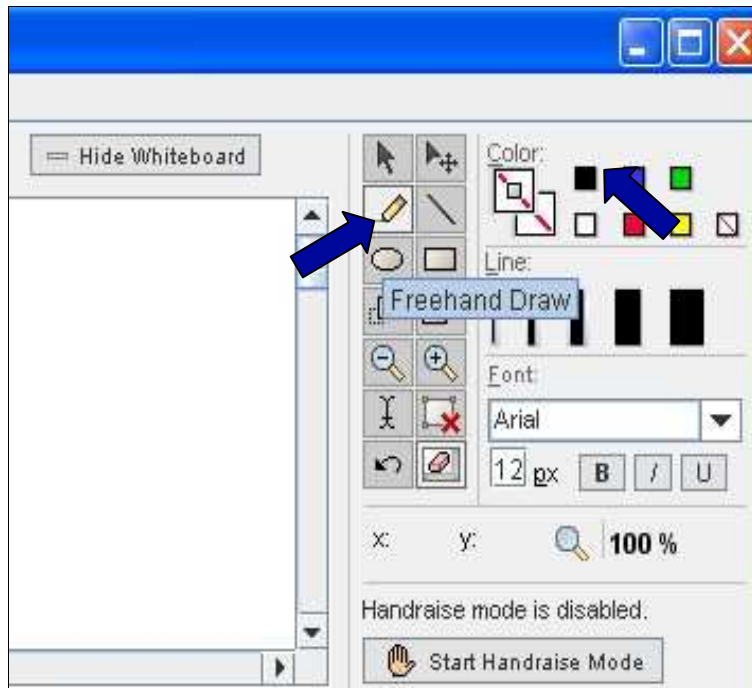 Hide Whiteboard
Color:
Line:
Freehand Draw
Font:
Arial
12 px B I U
x: y: 100 %
Handraise mode is disabled.
Start Handraise Mode